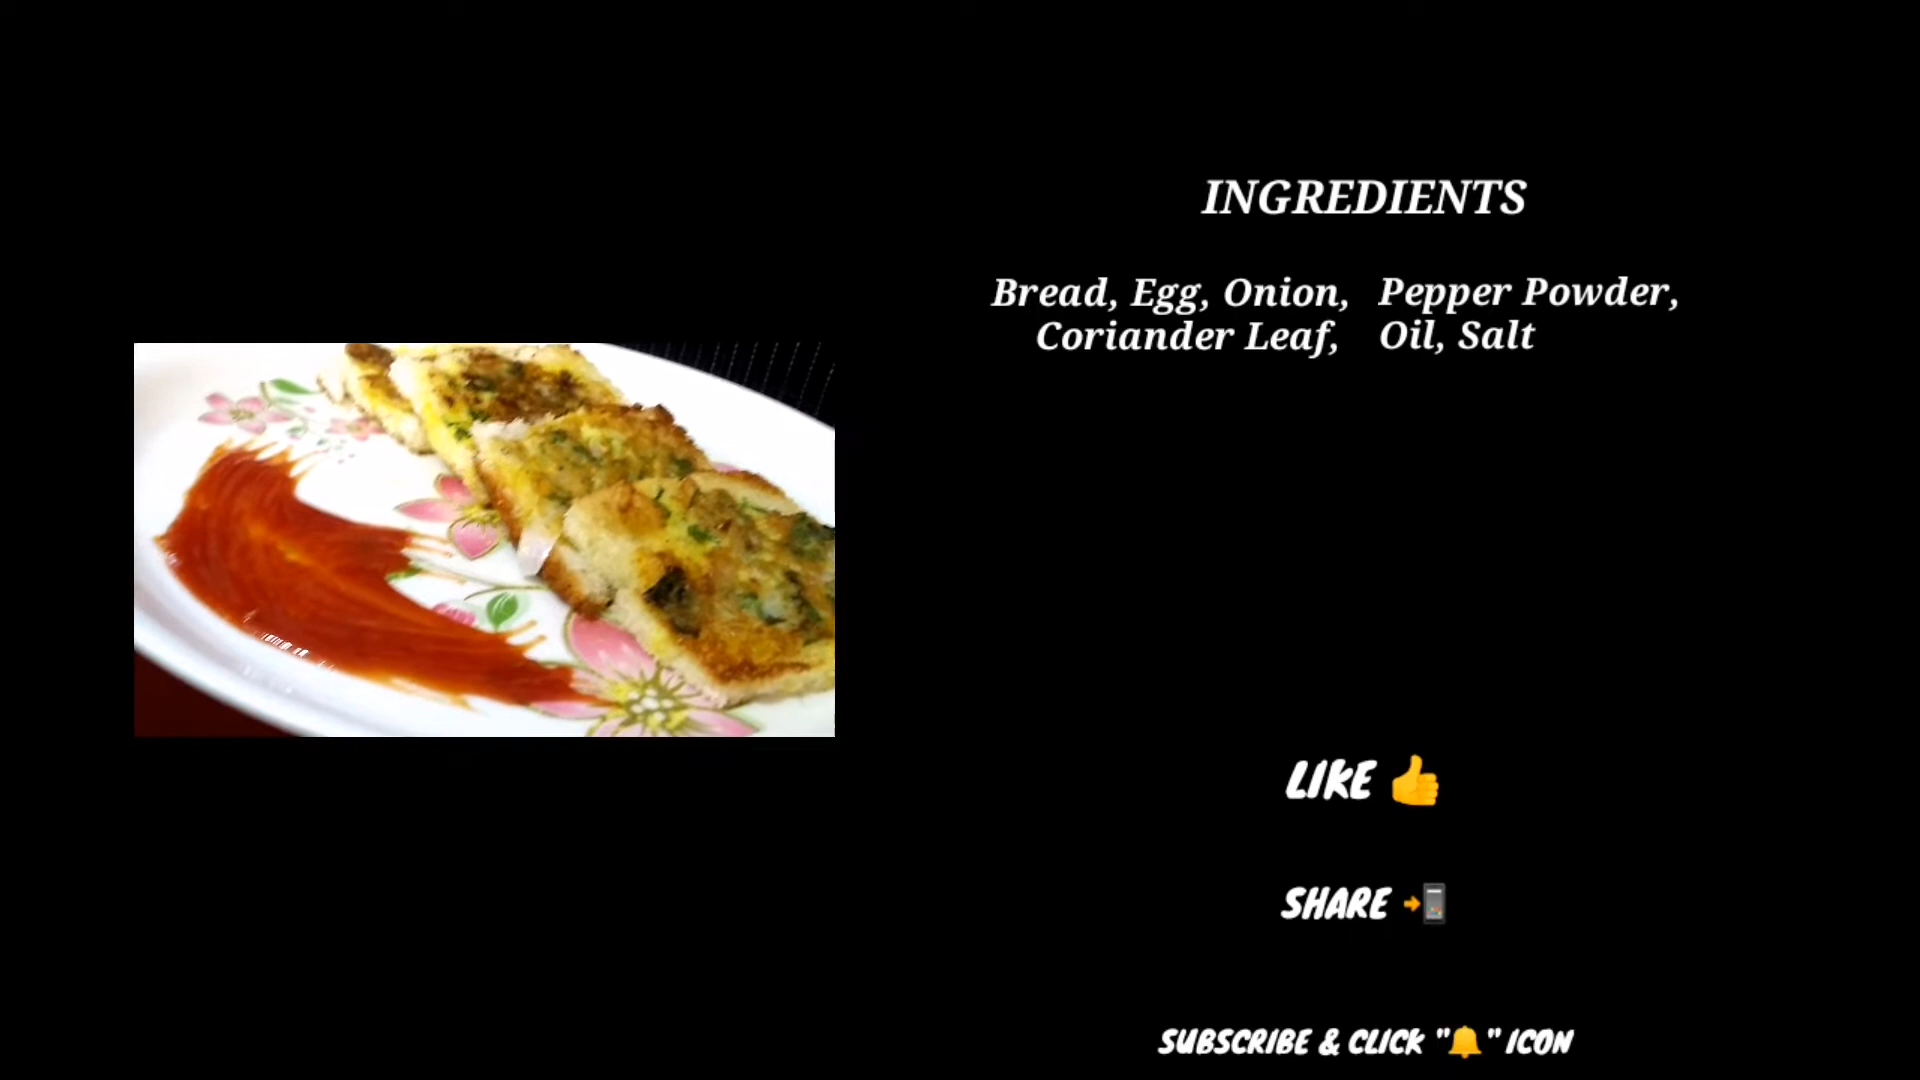 INGREDIENTS
Bread, Egg, Onion, Pepper Powder,
Coriander Leaf, Oil, Salt
LIKE 👍
SHARE 📲
SUBSCRIBE & CLICK "🔔" ICON